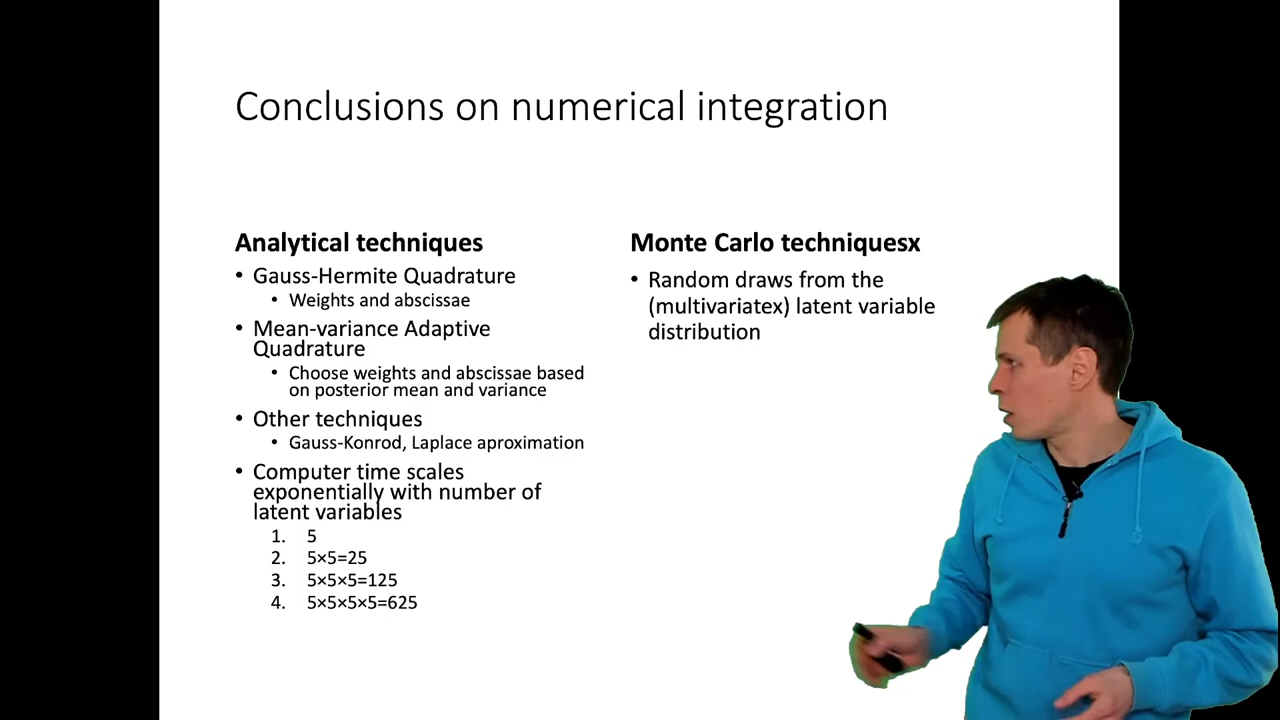 Conclusions on numerical integration
Analytical techniques
• Gauss-Hermite Quadrature
• Weights and abscissae
• Mean-variance Adaptive
Quadrature
• Choose weights and abscissae based
on posterior mean and variance
• Other techniques
• Gauss-Konrod, Laplace aproximation
• Computer time scales
exponentially with number of
latent variables
1. 5
2. 5×5=25
3. 5×5×5=125
4. 5×5×5×5=625
Monte Carlo techniquesx
• Random draws from the
(multivariatex) latent variable
distribution